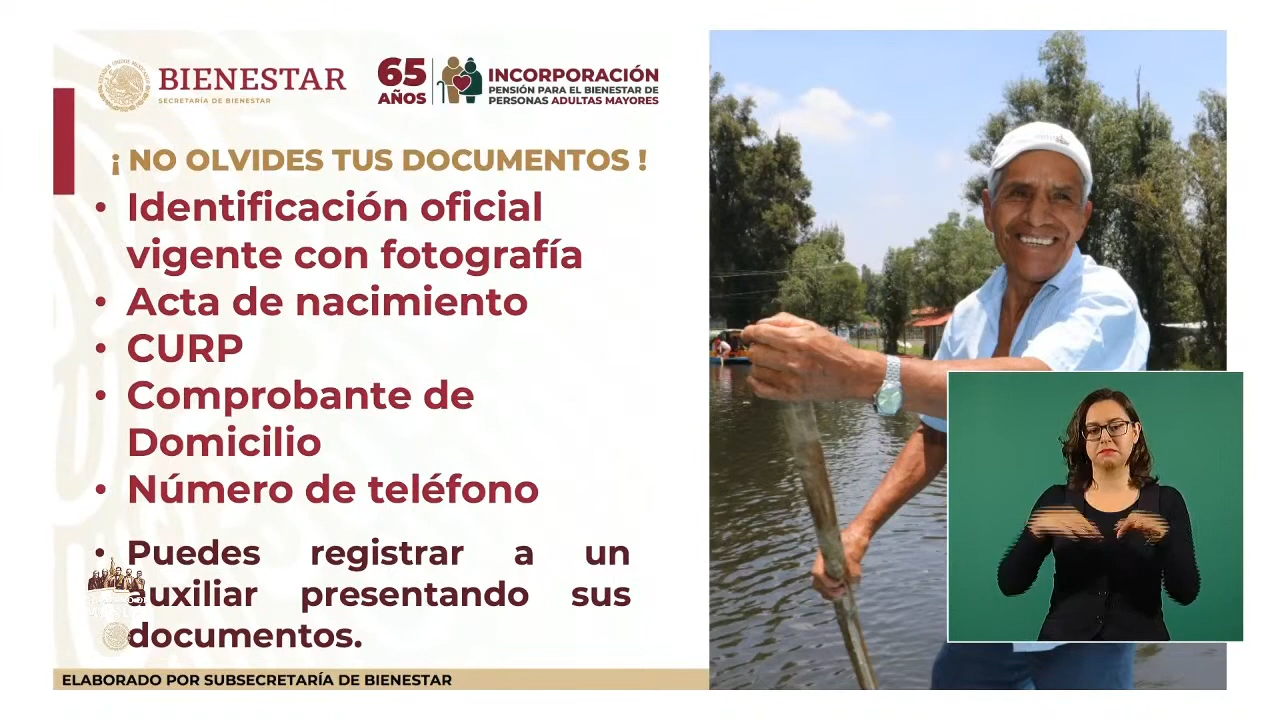 BIENESTAR
SECRETARÍA DE BIENESTAR
65
AÑOS
INCORPORACIÓN
PENSIÓN PARA EL BIENESTAR DE
PERSONAS ADULTAS MAYORES
¡ NO OLVIDES TUS DOCUMENTOS !
• Identificación oficial
vigente con fotografía
• Acta de nacimiento
• CURP
• Comprobante de
Domicilio
• Número de teléfono
• Puedes registrar a un
auxiliar presentando sus
documentos.
ELABORADO POR SUBSECRETARÍA DE BIENESTAR